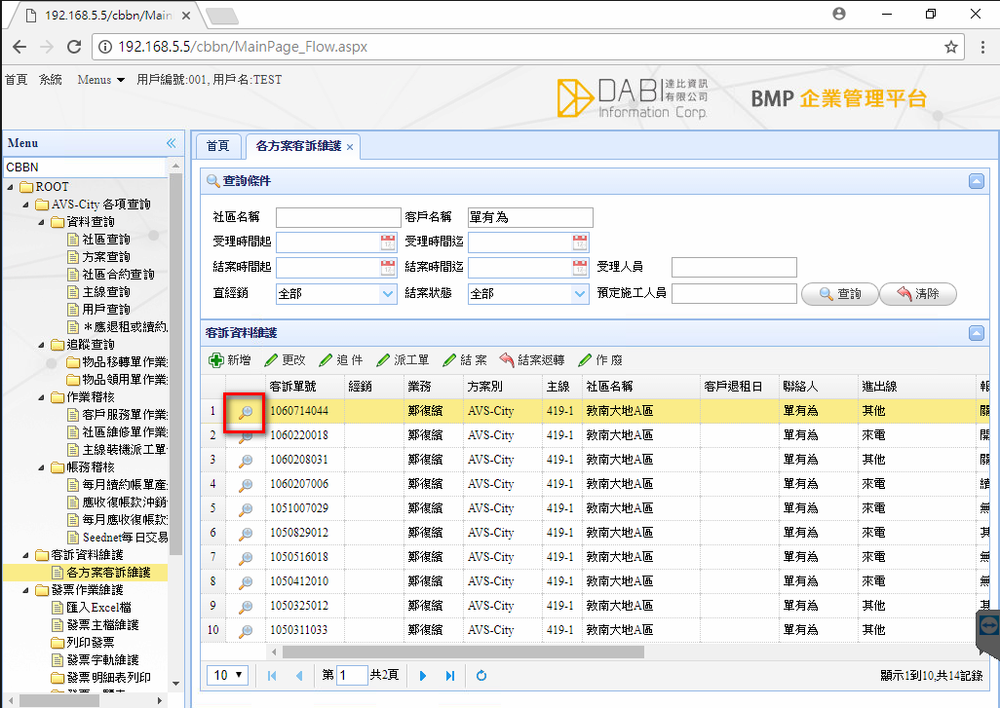 192.168.5.5/cbbn/Main
192.168.5.5/cbbn/MainPage_Flow.aspx
首頁 系統 Menus 用戶編號:001, 用戶名:TEST
DABI 達比資訊 有限公司
Information Corp.
BMP 企業管理平台
Menu
CBBN
ROOT
AVS-City 各項查詢
資料查詢
社區查詢
方案查詢
社區合約查詢
主線查詢
用戶查詢
＊應退租或續約
追蹤查詢
物品移轉單作業
物品領用單作業
作業稽核
客戶服務單作業
社區維修單作業
主線裝機派工單
帳務稽核
每月續約帳單產
應收復帳款沖銷
每月應收復帳款
Seednet每日交易
客訴資料維護
各方案客訴維護
發票作業維護
匯入Excel檔
發票主檔維護
列印發票
發票字軌維護
發票明細表列印
首頁 各方案客訴維護
查詢條件
社區名稱 客戶名稱 單有為
受理時間起 受理時間迄
結案時間起 結案時間迄 受理人員
直經銷 全部 結案狀態 全部 預定施工人員 查詢 清除
客訴資料維護
新增 更改 追 件 派工單 結 案 結案返轉 作 廢
客訴單號 經銷 業務 方案別 主線 社區名稱 客戶退租日 聯絡人 進出線 報
1 1060714044 鄭復繽 AVS-City 419-1 敦南大地A區 單有為 其他
2 1060220018 鄭復繽 AVS-City 419-1 敦南大地A區 單有為 來電
3 1060208031 鄭復繽 AVS-City 419-1 敦南大地A區 單有為 其他
4 1060207006 鄭復繽 AVS-City 419-1 敦南大地A區 單有為 來電
5 1051007029 鄭復繽 AVS-City 419-1 敦南大地A區 單有為 來電
6 1050829012 鄭復繽 AVS-City 419-1 敦南大地A區 單有為 來電
7 1050516018 鄭復繽 AVS-City 419-1 敦南大地A區 單有為 來電
8 1050412010 鄭復繽 AVS-City 419-1 敦南大地A區 單有為 來電
9 1050325012 鄭復繽 AVS-City 419-1 敦南大地A區 單有為 其他
10 1050311033 鄭復繽 AVS-City 419-1 敦南大地A區 單有為 其他
10 第 1 共2頁 顯示1到10,共14記錄